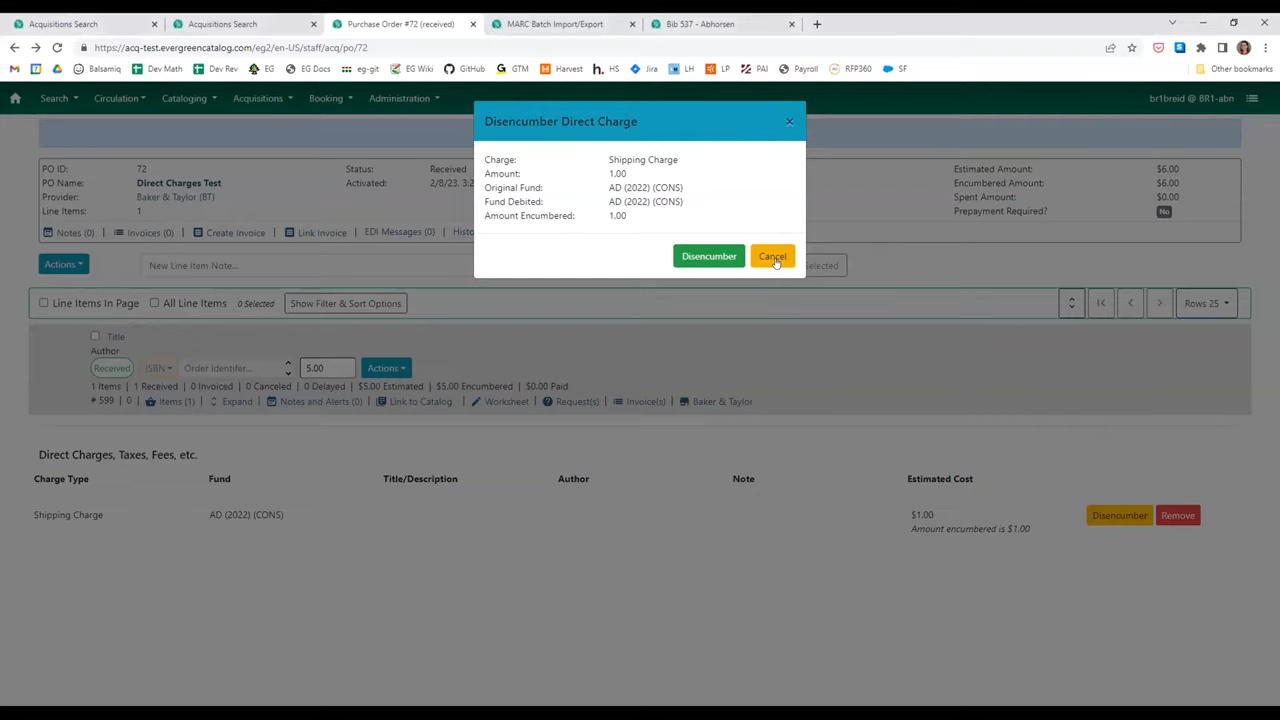 Acquisitions Search
Acquisitions Search
Purchase Order #72 (received)
MARC Batch Import/Export
Bib 537 - Abhorsen
https://acq-test.evergreencatalog.com/eg2/en-US/staff/acq/po/72
Balsamiq Dev Math Dev Rev EG EG Docs eg-git EG Wiki GitHub GTM Harvest HS Jira LH LP PAI Payroll RFP360 SF Other bookmarks
Search Circulation Cataloging Acquisitions Booking Administration br1breid @ BR1-abn
Disencumber Direct Charge
Charge: Shipping Charge
Amount: 1.00
Original Fund: AD (2022) (CONS)
Fund Debited: AD (2022) (CONS)
Amount Encumbered: 1.00
Disencumber Cancel
PO ID: 72 Status: Received Estimated Amount: $6.00
PO Name: Direct Charges Test Activated: 2/8/23, 3:2 Encumbered Amount: $6.00
Provider: Baker & Taylor (BT) Spent Amount: $0.00
Line Items: 1 Prepayment Required? No
Notes (0) Invoices (0) Create Invoice Link Invoice EDI Messages (0) Histo
Actions New Line Item Note... Selected
Line Items In Page All Line Items 0 Selected Show Filter & Sort Options Rows 25
Title
Author
Received ISBN Order Identifer... 5.00 Actions
1 Items | 1 Received | 0 Invoiced | 0 Canceled | 0 Delayed | $5.00 Estimated | $5.00 Encumbered | $0.00 Paid
# 599 | 0 | Items (1) | Expand | Notes and Alerts (0) | Link to Catalog | Worksheet | Request(s) | Invoice(s) | Baker & Taylor
Direct Charges, Taxes, Fees, etc.
Charge Type Fund Title/Description Author Note Estimated Cost
Shipping Charge AD (2022) (CONS) $1.00 Disencumber Remove
Amount encumbered is $1.00